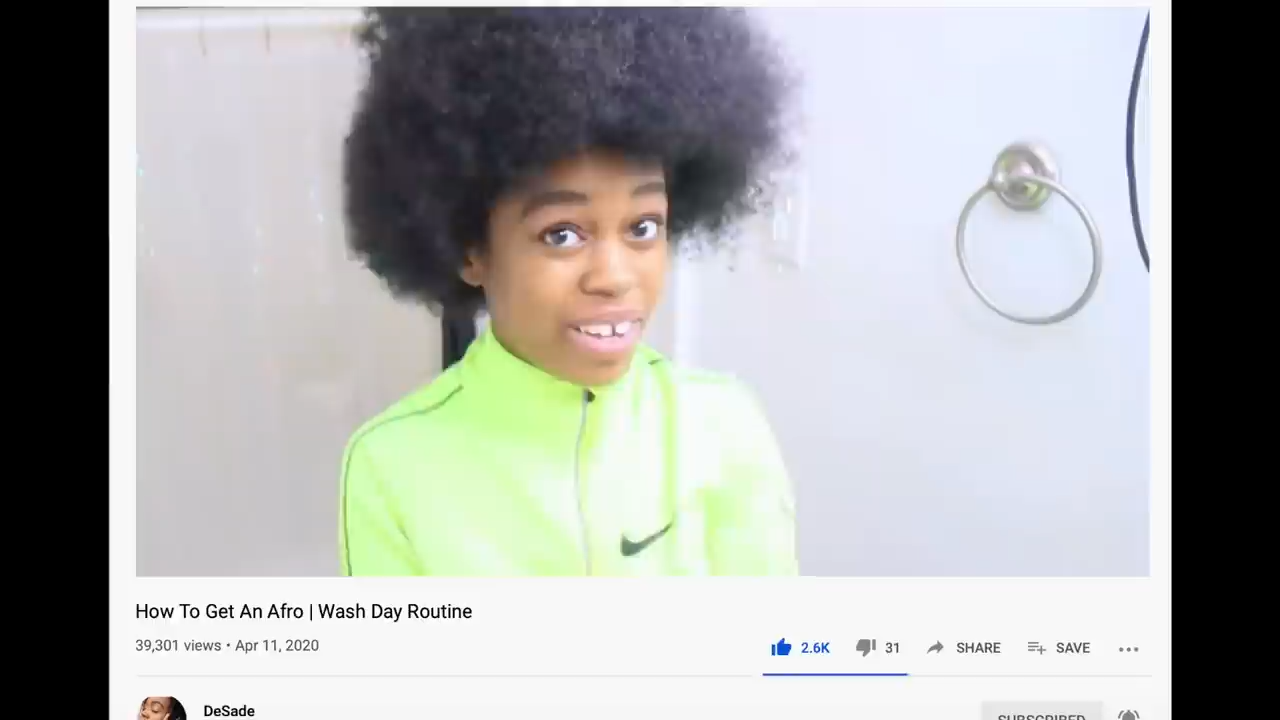 How To Get An Afro | Wash Day Routine
39,301 views • Apr 11, 2020
2.6K 31 SHARE SAVE
DeSade
SUBSCRIBED